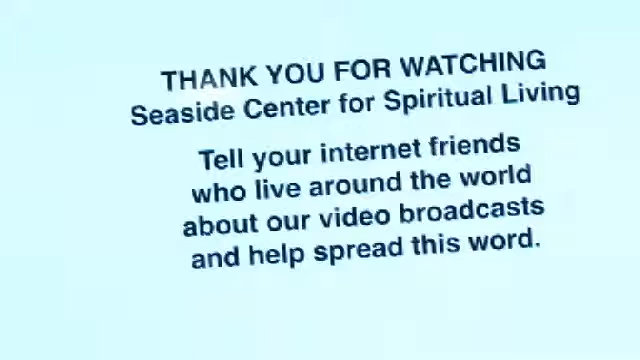 THANK YOU FOR WATCHING
Seaside Center for Spiritual Living
Tell your internet friends
who live around the world
about our video broadcasts
and help spread this word.